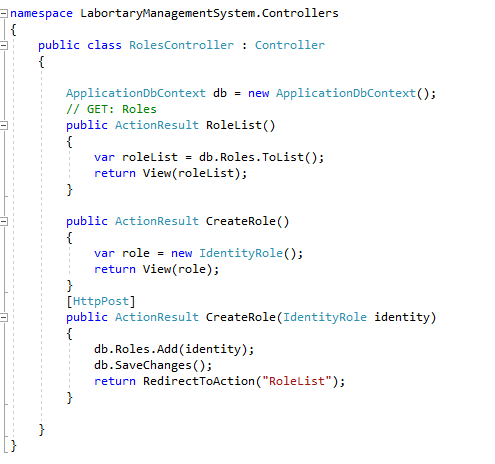 namespace LabortaryManagementSystem.Controllers
{
    public class RolesController : Controller
    {

        ApplicationDbContext db = new ApplicationDbContext();
        // GET: Roles
        public ActionResult RoleList()
        {
            var roleList = db.Roles.ToList();
            return View(roleList);
        }

        public ActionResult CreateRole()
        {
            var role = new IdentityRole();
            return View(role);
        }
        [HttpPost]
        public ActionResult CreateRole(IdentityRole identity)
        {
            db.Roles.Add(identity);
            db.SaveChanges();
            return RedirectToAction("RoleList");
        }

    }
}